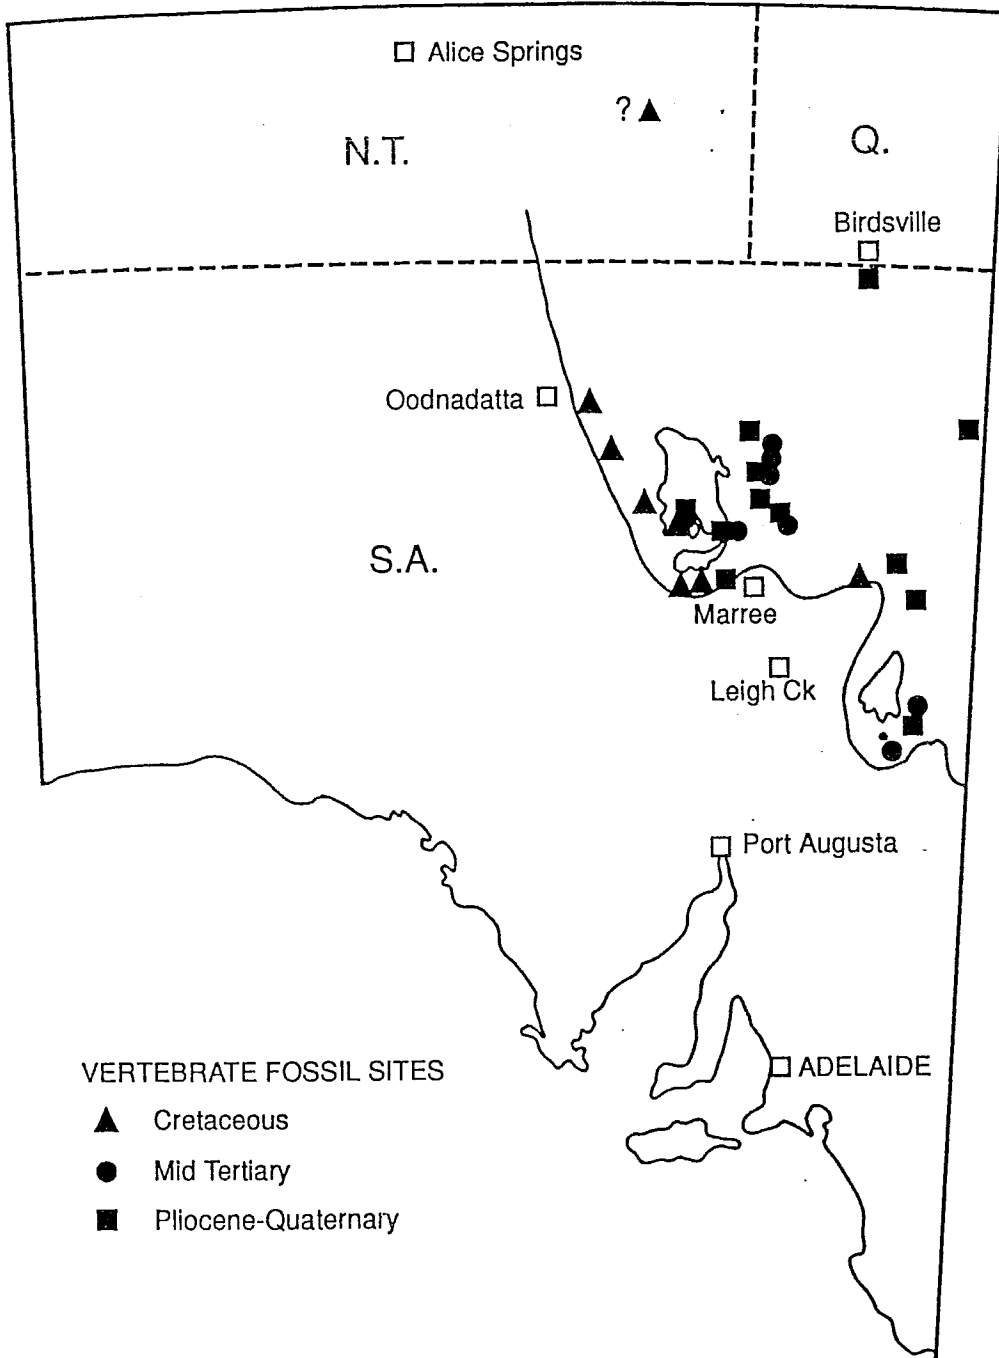 Alice Springs
?
N.T.
Q.
Birdsville
Oodnadatta
S.A.
Marree
Leigh Ck
Port Augusta
ADELAIDE
VERTEBRATE FOSSIL SITES
Cretaceous
Mid Tertiary
Pliocene-Quaternary